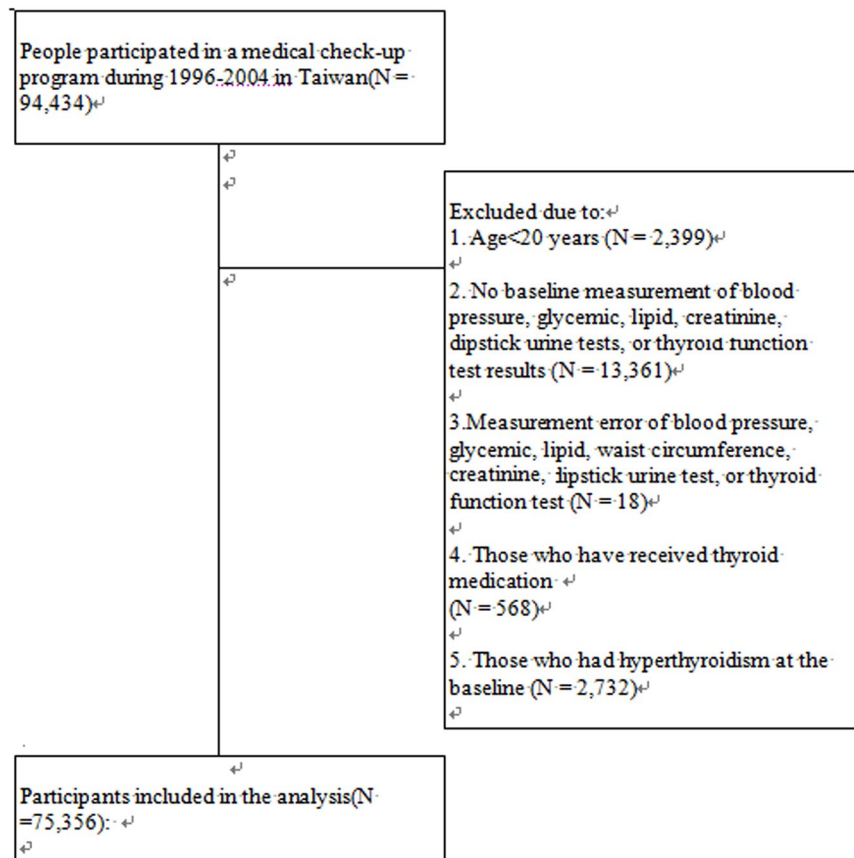 People participated in a medical check-up
program during 1996-2004 in Taiwan(N =
94,434)
Excluded due to:
1. Age<20 years (N = 2,399)
2. No baseline measurement of blood
pressure, glycemic, lipid, creatinine,
dipstick urine tests, or thyroid function
test results (N = 13,361)
3.Measurement error of blood pressure,
glycemic, lipid, waist circumference,
creatinine, lipstick urine test, or thyroid
function test (N = 18)
4. Those who have received thyroid
medication
(N = 568)
5. Those who had hyperthyroidism at the
baseline (N = 2,732)
Participants included in the analysis(N
=75,356):